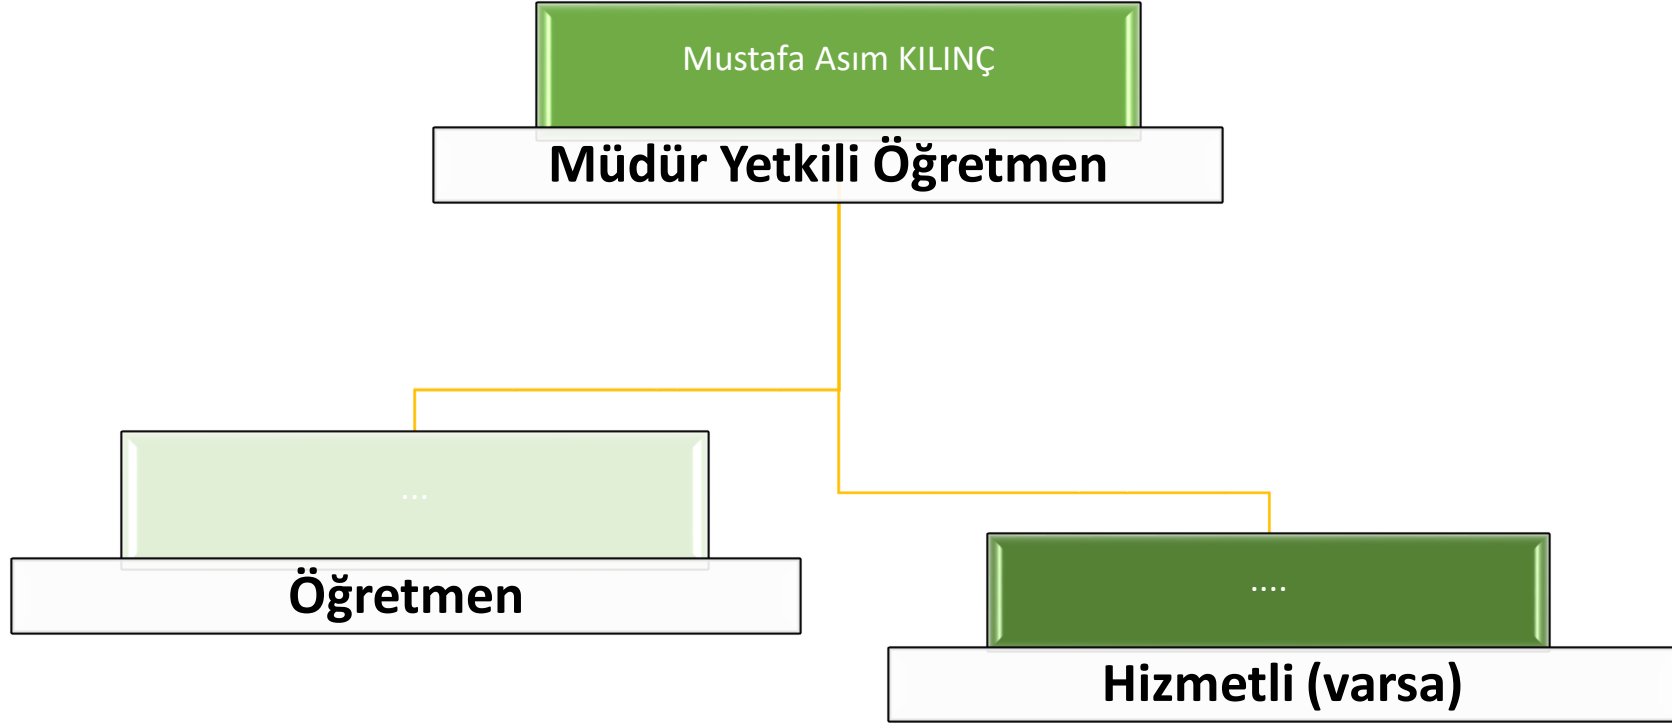 Mustafa Asım KILINÇ
Müdür Yetkili Öğretmen
...
Öğretmen
....
Hizmetli (varsa)